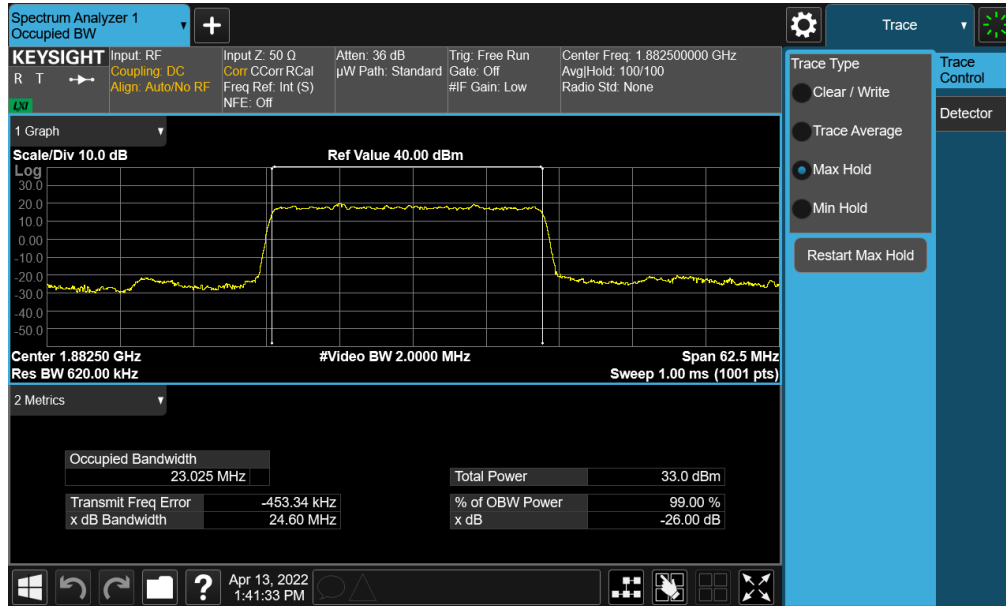 Spectrum Analyzer 1
Occupied BW
+
Trace
KEYSIGHT
R T
LXI
Input: RF
Coupling: DC
Align: Auto/No RF
Input Z: 50 Ω
Corr CCorr RCal
Freq Ref: Int (S)
NFE: Off
Atten: 36 dB
µW Path: Standard
Trig: Free Run
Gate: Off
#IF Gain: Low
Center Freq: 1.882500000 GHz
Avg|Hold: 100/100
Radio Std: None
1 Graph
Scale/Div 10.0 dB
Ref Value 40.00 dBm
Log
30.0
20.0
10.0
0.00
-10.0
-20.0
-30.0
-40.0
-50.0
Center 1.88250 GHz
#Video BW 2.0000 MHz
Span 62.5 MHz
Res BW 620.00 kHz
Sweep 1.00 ms (1001 pts)
2 Metrics
Occupied Bandwidth
23.025 MHz
Total Power 33.0 dBm
Transmit Freq Error -453.34 kHz
% of OBW Power 99.00 %
x dB Bandwidth 24.60 MHz
x dB -26.00 dB
Trace Type
Clear / Write
Trace Average
Max Hold
Min Hold
Restart Max Hold
Trace
Control
Detector
?
Apr 13, 2022
1:41:33 PM